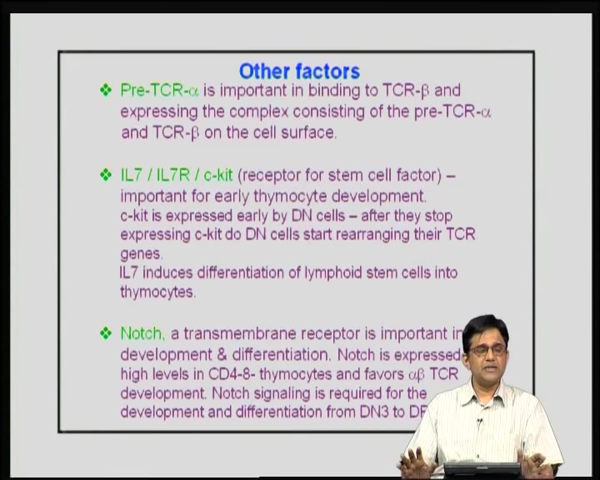 Other factors
❖ Pre-TCR-α is important in binding to TCR-β and
expressing the complex consisting of the pre-TCR-α
and TCR-β on the cell surface.
❖ IL7 / IL7R / c-kit (receptor for stem cell factor) –
important for early thymocyte development.
c-kit is expressed early by DN cells – after they stop
expressing c-kit do DN cells start rearranging their TCR
genes.
IL7 induces differentiation of lymphoid stem cells into
thymocytes.
❖ Notch, a transmembrane receptor is important in
development & differentiation. Notch is expressed
high levels in CD4-8- thymocytes and favors αβ TCR
development. Notch signaling is required for the
development and differentiation from DN3 to